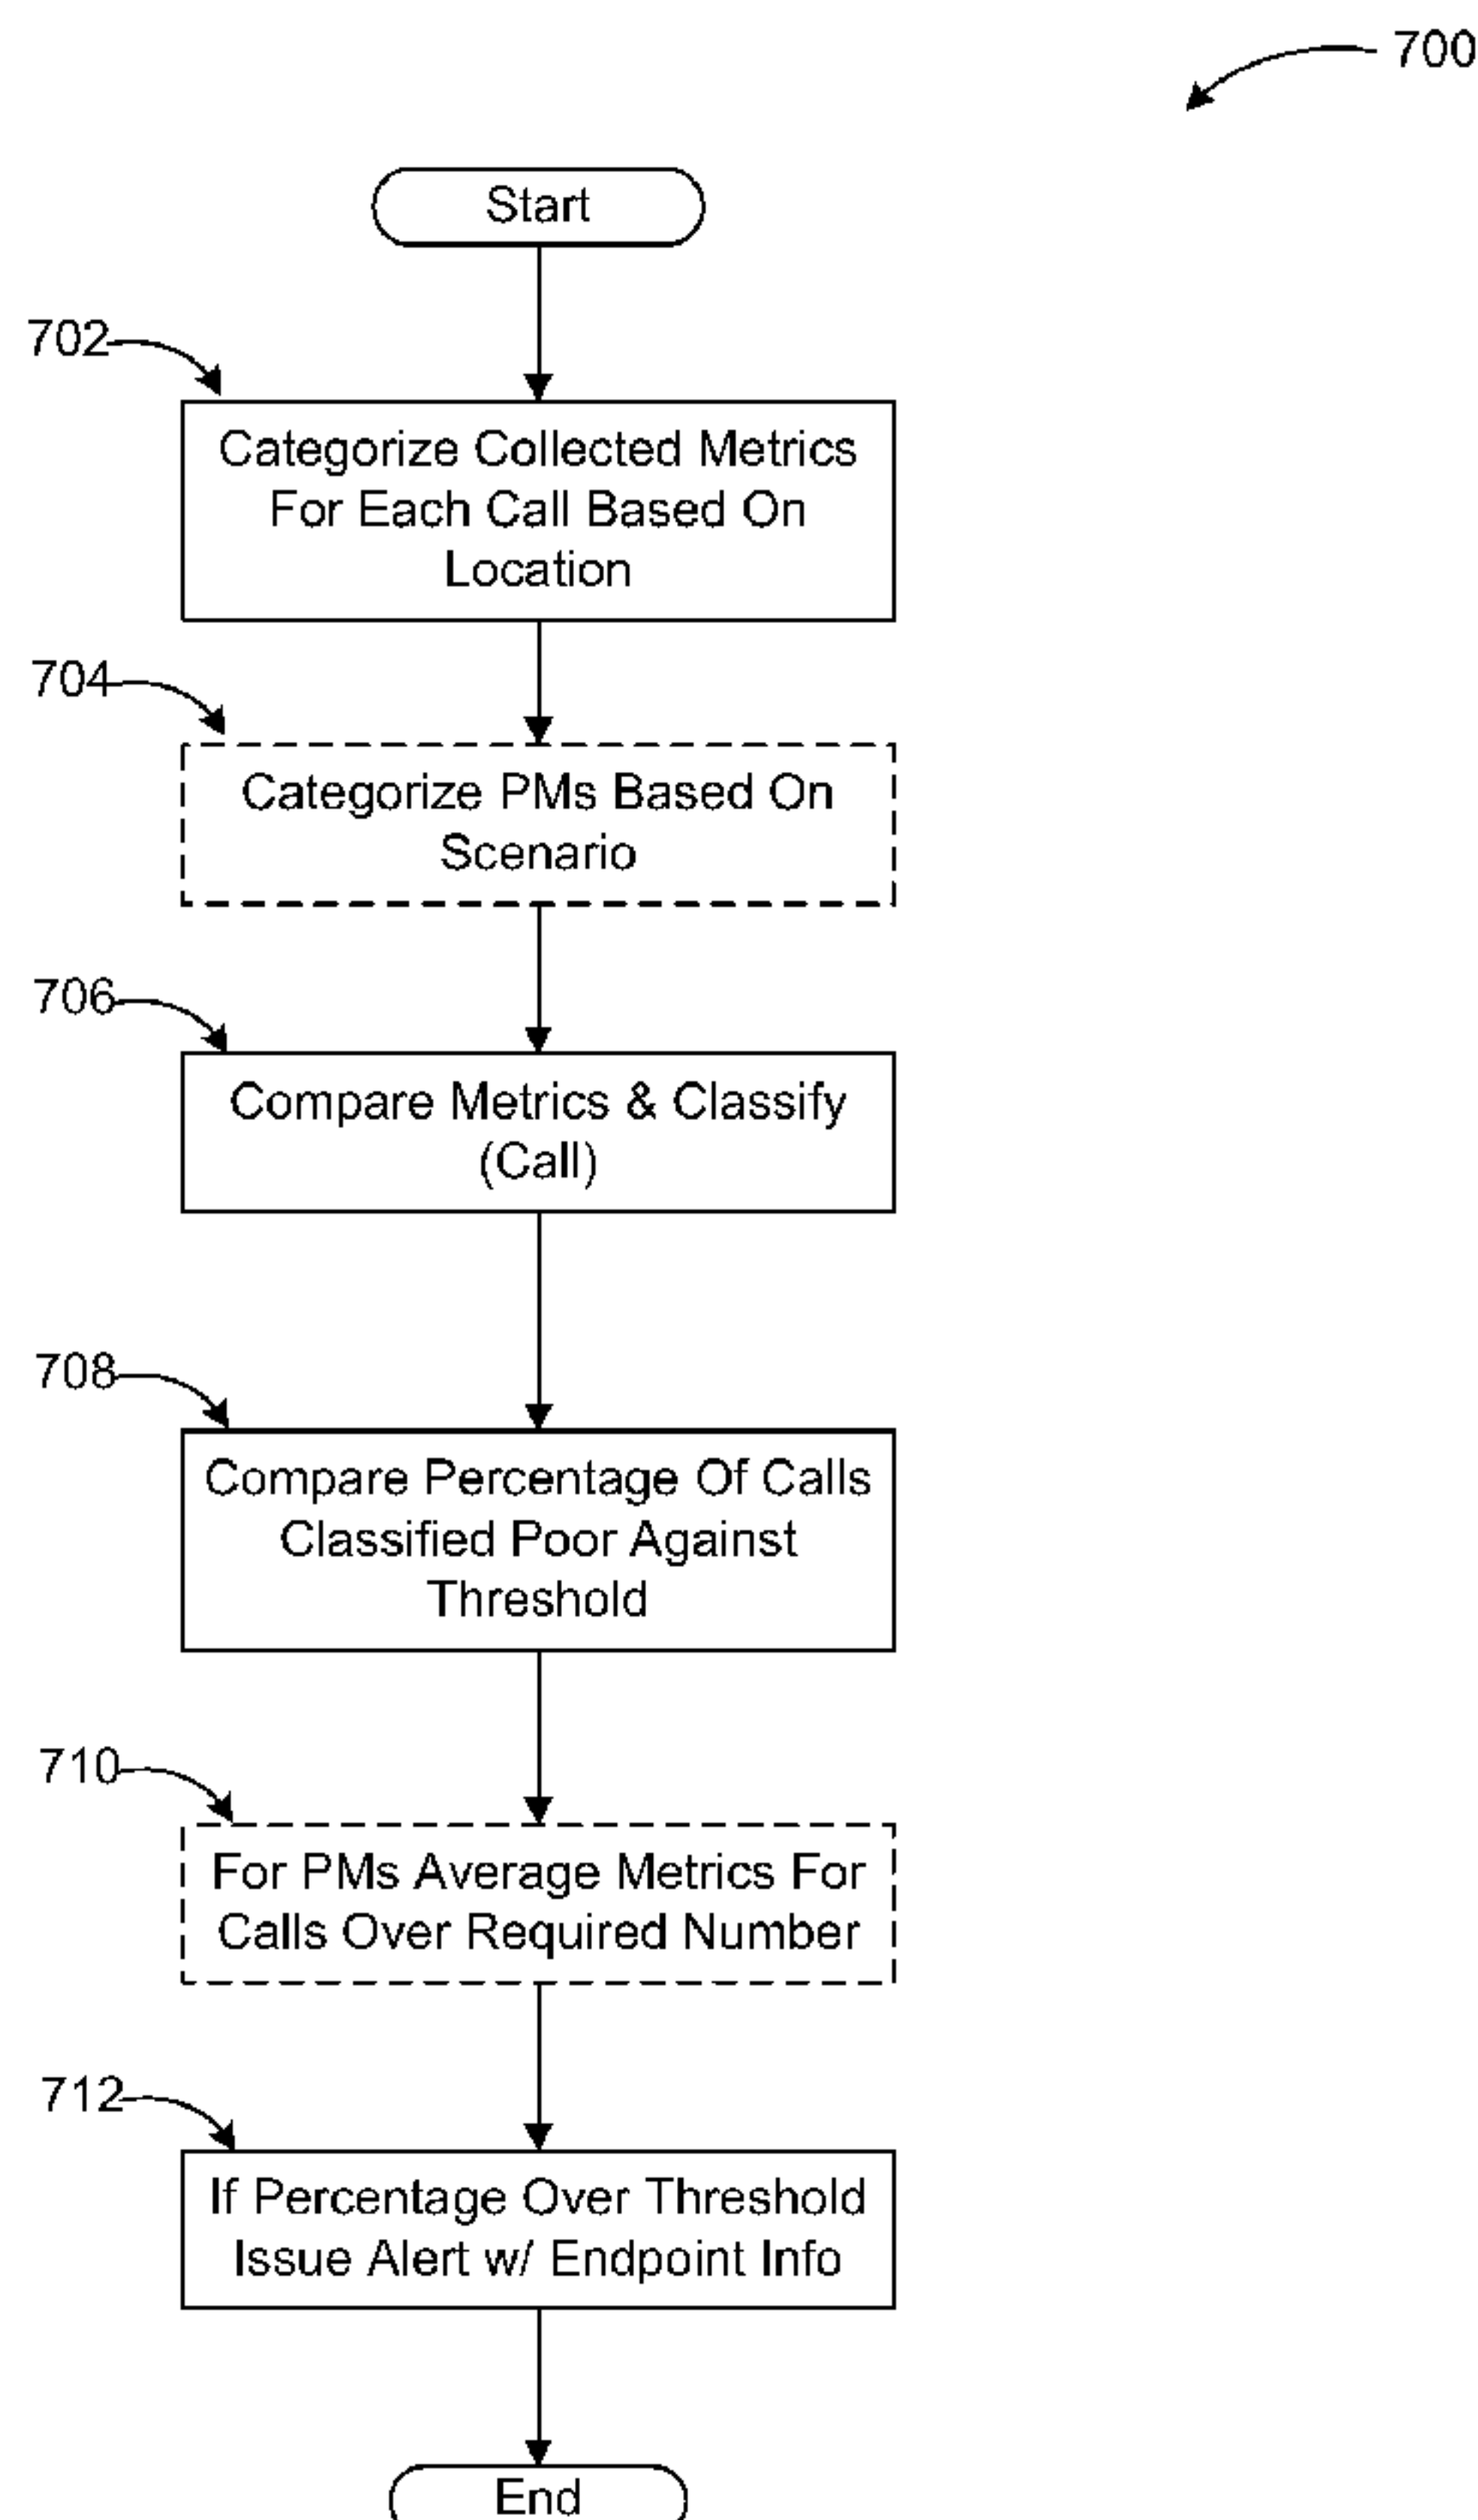 700
Start
702
Categorize Collected Metrics
For Each Call Based On
Location
704
Categorize PMs Based On
Scenario
706
Compare Metrics & Classify
(Call)
708
Compare Percentage Of Calls
Classified Poor Against
Threshold
710
For PMs Average Metrics For
Calls Over Required Number
712
If Percentage Over Threshold
Issue Alert w/ Endpoint Info
End